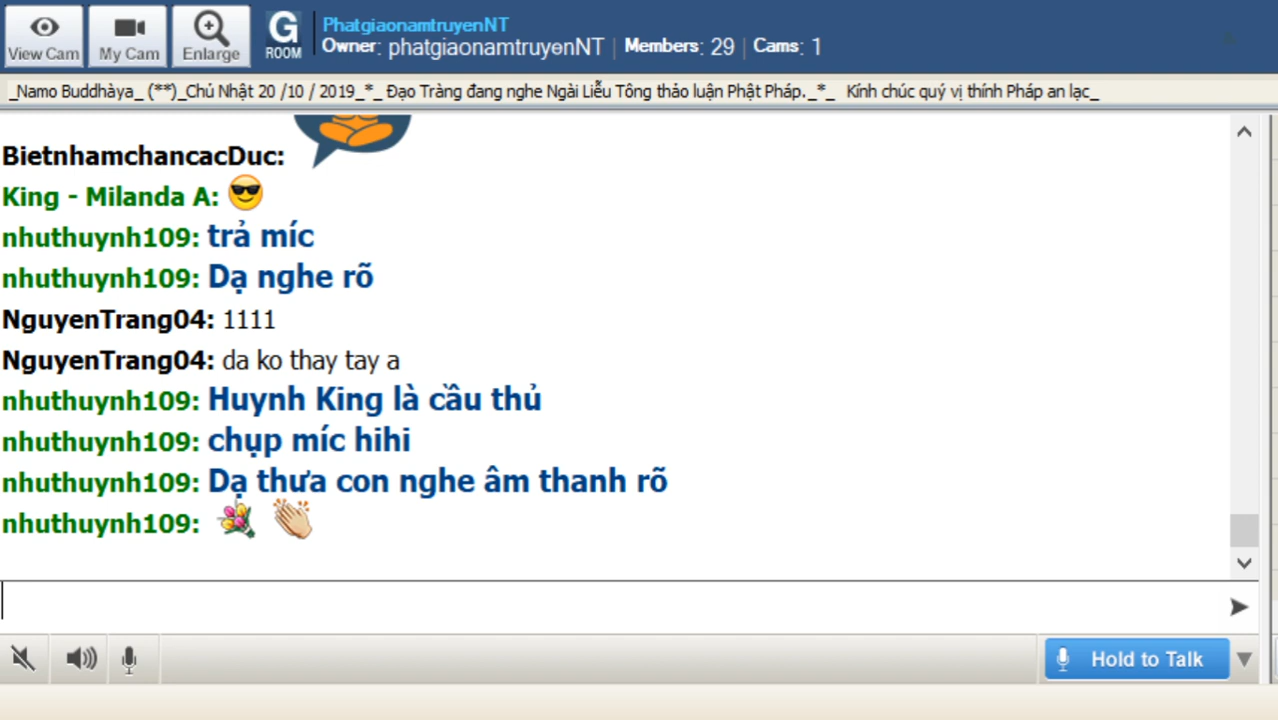 View Cam
My Cam
Enlarge
G
ROOM
PhatgiaonamtruyenNT
Owner: phatgiaonamtruyenNT | Members: 29 | Cams: 1
_Namo Buddhàya_ (**)_Chủ Nhật 20 /10 / 2019_*_ Đạo Tràng đang nghe Ngài Liễu Tông thảo luận Phật Pháp._*_ Kính chúc quý vị thính Pháp an lạc_
BietnhamchancacDuc:
King - Milanda A: 😎
nhuthuynh109: trả míc
nhuthuynh109: Dạ nghe rõ
NguyenTrang04: 1111
NguyenTrang04: da ko thay tay a
nhuthuynh109: Huynh King là cầu thủ
nhuthuynh109: chụp míc hihi
nhuthuynh109: Dạ thưa con nghe âm thanh rõ
nhuthuynh109: 💐 👏
Hold to Talk